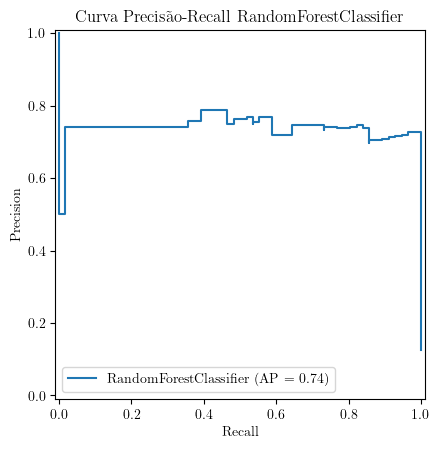 Curva Precisão-Recall RandomForestClassifier
1.0
0.8
0.6
0.4
0.2
0.0
Precision
RandomForestClassifier (AP = 0.74)
0.0 0.2 0.4 0.6 0.8 1.0
Recall